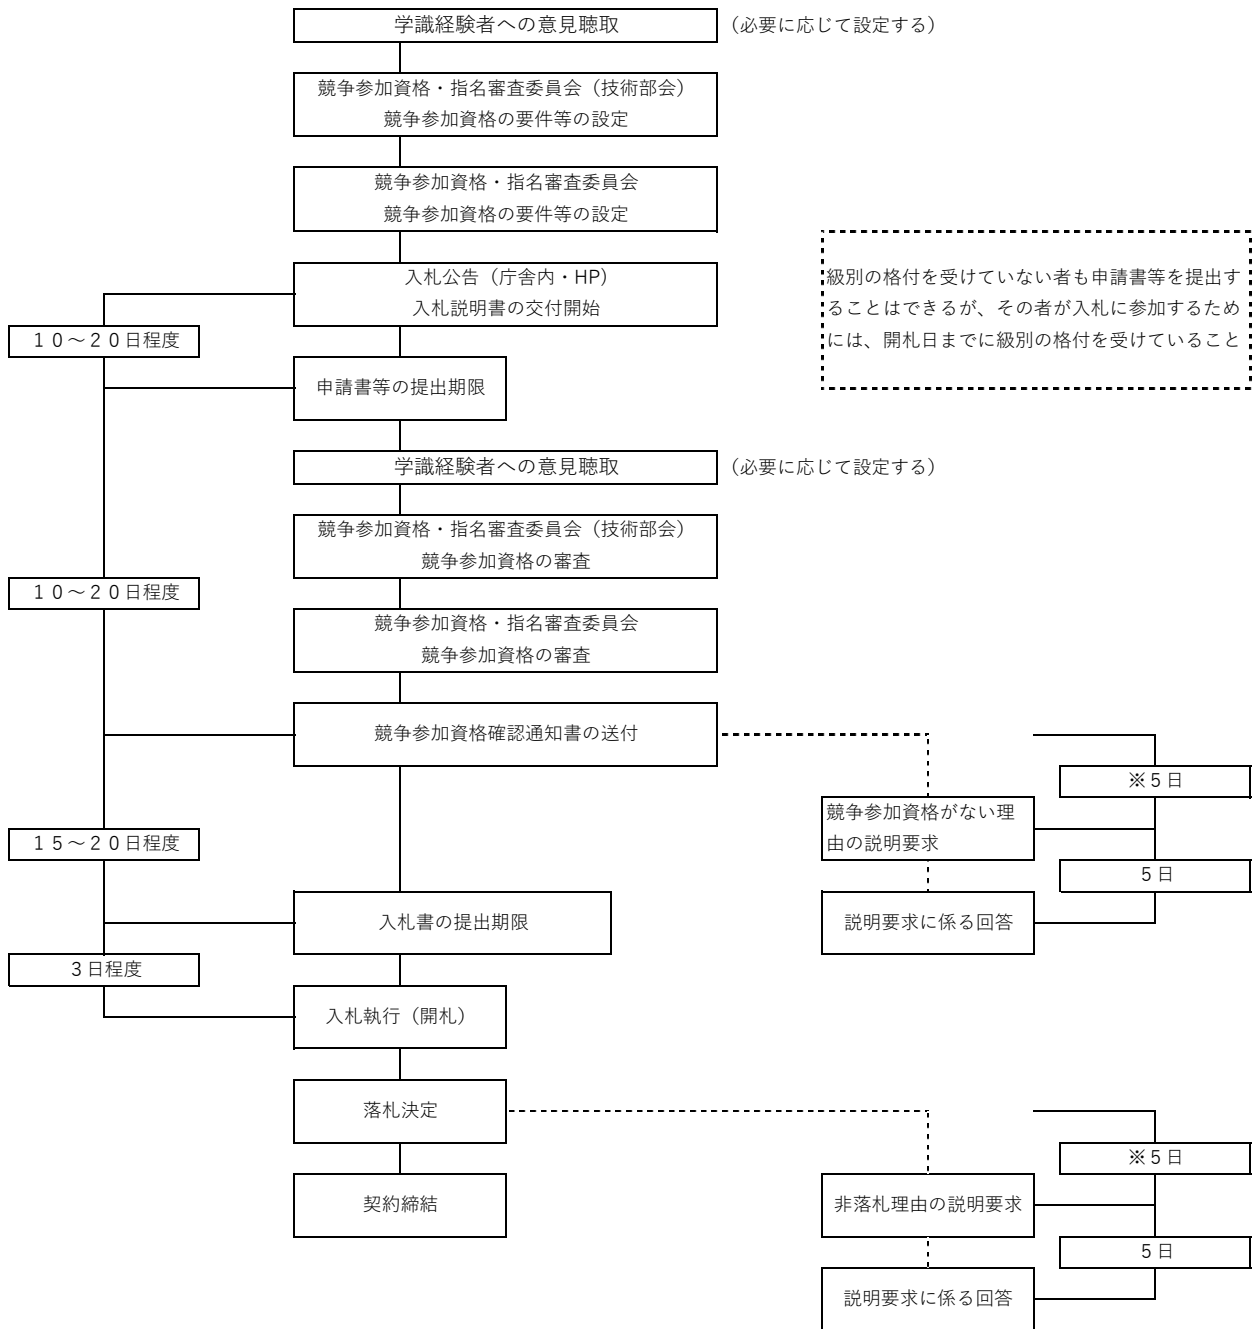 学識経験者への意見聴取
（必要に応じて設定する）
競争参加資格・指名審査委員会（技術部会）
競争参加資格の要件等の設定
競争参加資格・指名審査委員会
競争参加資格の要件等の設定
入札公告（庁舎内・HP）
入札説明書の交付開始
級別の格付を受けていない者も申請書等を提出す
ることはできるが、その者が入札に参加するため
には、開札日までに級別の格付を受けていること
１０～２０日程度
申請書等の提出期限
学識経験者への意見聴取
（必要に応じて設定する）
競争参加資格・指名審査委員会（技術部会）
競争参加資格の審査
１０～２０日程度
競争参加資格・指名審査委員会
競争参加資格の審査
競争参加資格確認通知書の送付
※５日
競争参加資格がない理
由の説明要求
１５～２０日程度
５日
入札書の提出期限
説明要求に係る回答
３日程度
入札執行（開札）
落札決定
※５日
契約締結
非落札理由の説明要求
５日
説明要求に係る回答